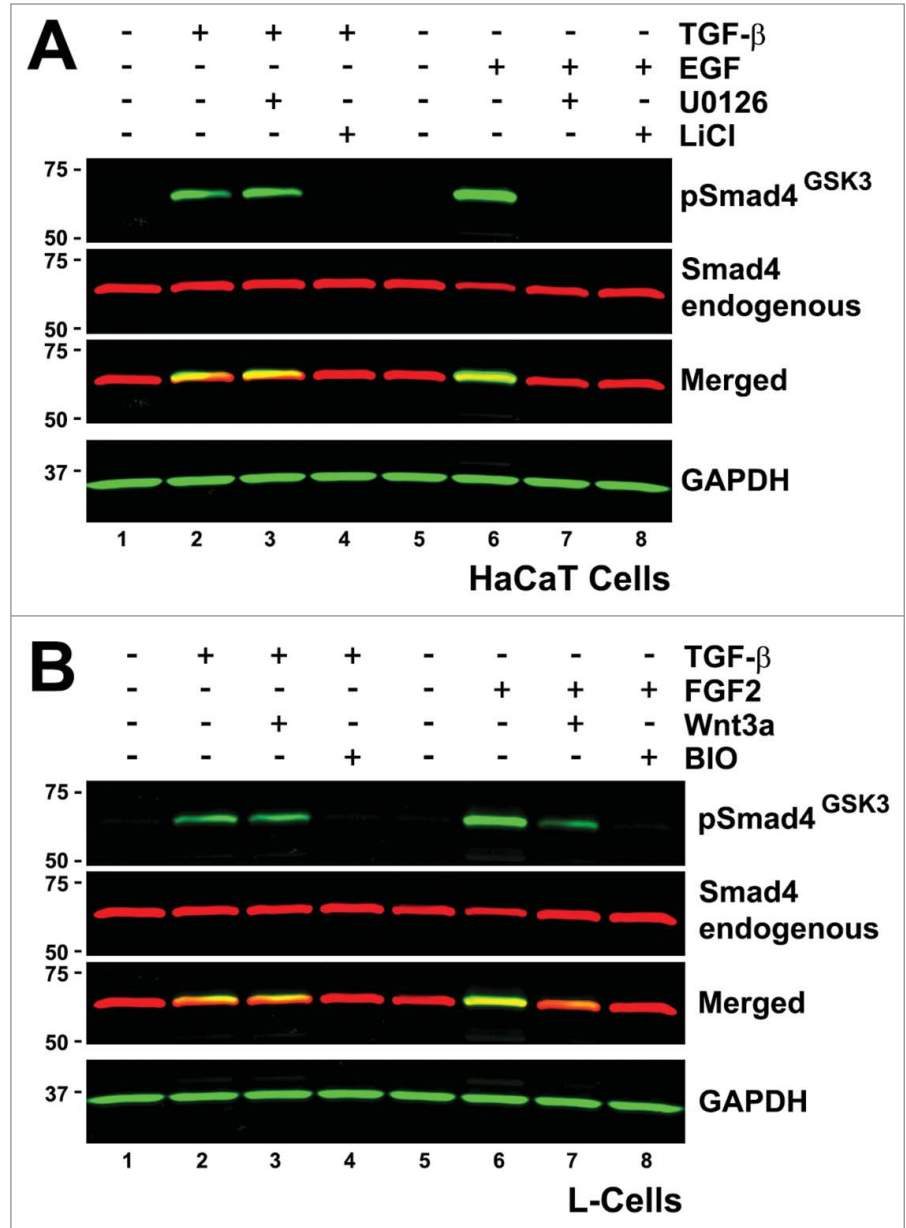 A
- + + + - - - - TGF-β
- - - - - + + + EGF
- - + - - - + - U0126
- - - + - - - + LiCl
75 -
pSmad4 GSK3
50 -
75 -
Smad4
endogenous
50 -
75 -
Merged
50 -
37 -
GAPDH
1 2 3 4 5 6 7 8
HaCaT Cells
B
- + + + - - - - TGF-β
- - - - - + + + FGF2
- - + - - - + - Wnt3a
- - - + - - - + BIO
75 -
pSmad4 GSK3
50 -
75 -
Smad4
endogenous
50 -
75 -
Merged
50 -
37 -
GAPDH
1 2 3 4 5 6 7 8
L-Cells